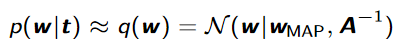 p(w|t) ≈ q(w) = 𝒩(w|w_MAP, A⁻¹)